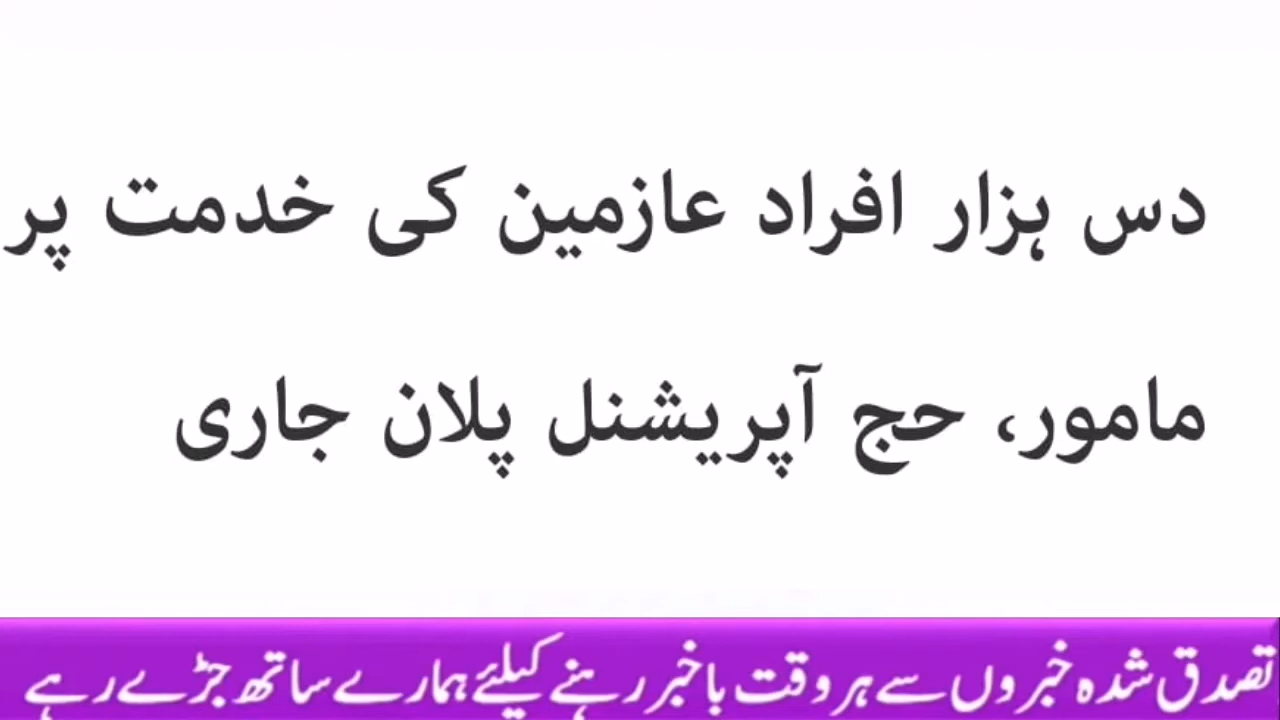 دس ہزار افراد عازمین کی خدمت پر
مامور، حج آپریشنل پلان جاری
تصدق شدہ خبروں سے ہر وقت باخبر رہنے کیلئے ہمارے ساتھ جڑے رہے